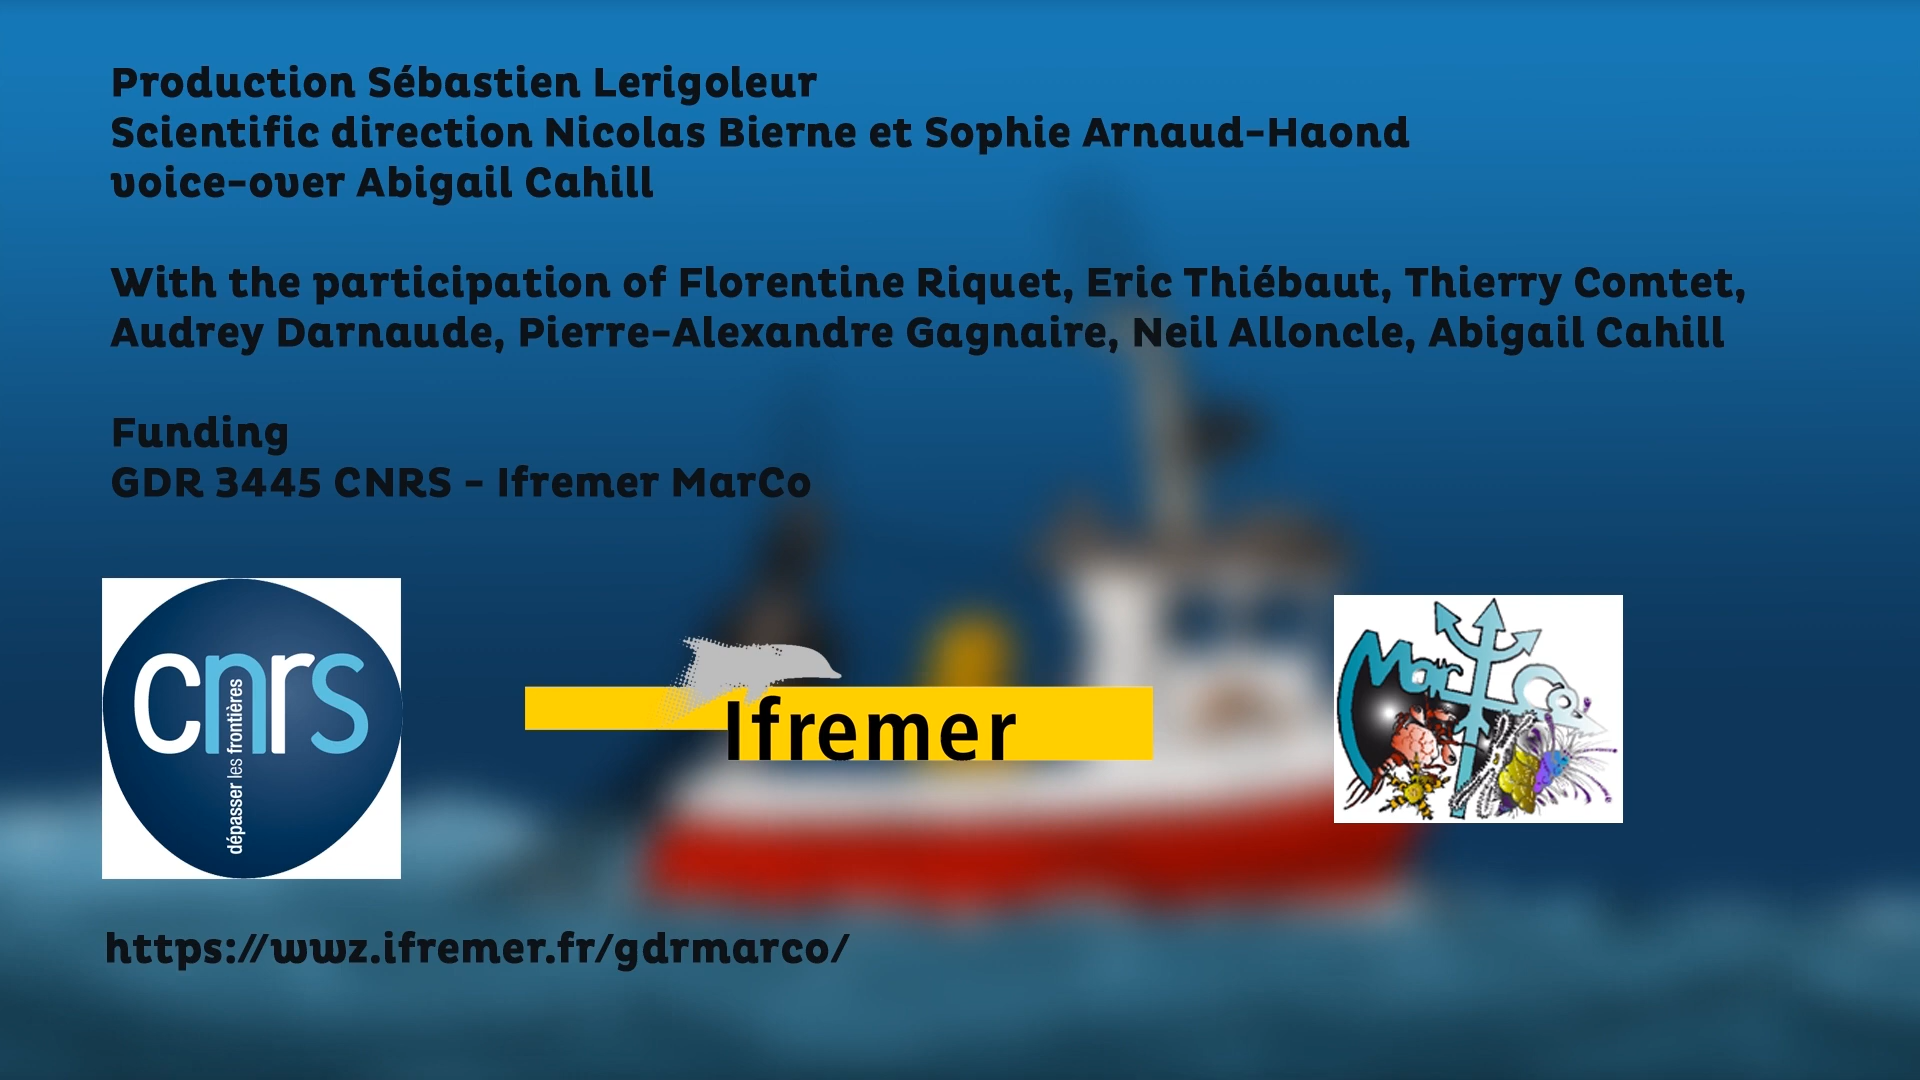 Production Sébastien Lerigoleur
Scientific direction Nicolas Bierne et Sophie Arnaud-Haond
voice-over Abigail Cahill
With the participation of Florentine Riquet, Eric Thiébaut, Thierry Comtet,
Audrey Darnaude, Pierre-Alexandre Gagnaire, Neil Alloncle, Abigail Cahill
Funding
GDR 3445 CNRS - Ifremer MarCo
cnrs
dépasser les frontières
Ifremer
MarCo
https://wwz.ifremer.fr/gdrmarco/